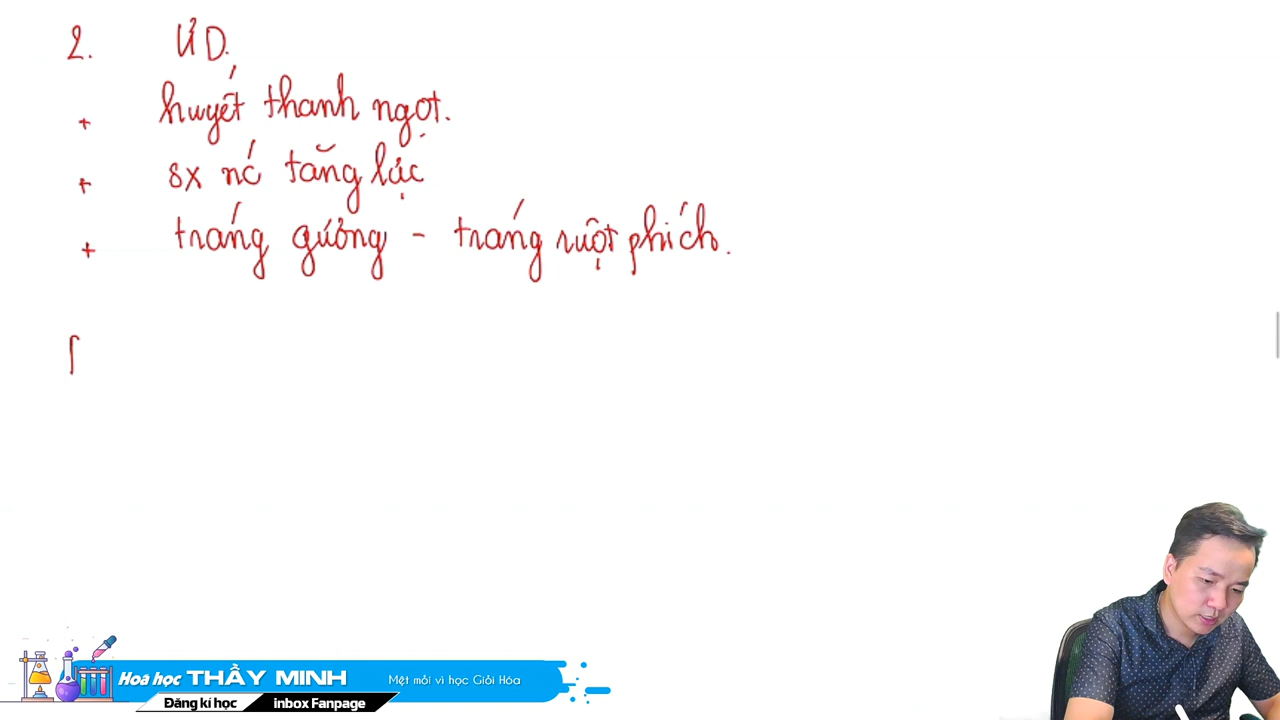 2. ƯD.
+ huyết thanh ngọt.
+ sx nc tăng lực
+ tráng gương - tráng ruột phích.
Hoá học THẦY MINH
Mệt mỏi vì học Giỏi Hóa
Đăng kí học inbox Fanpage